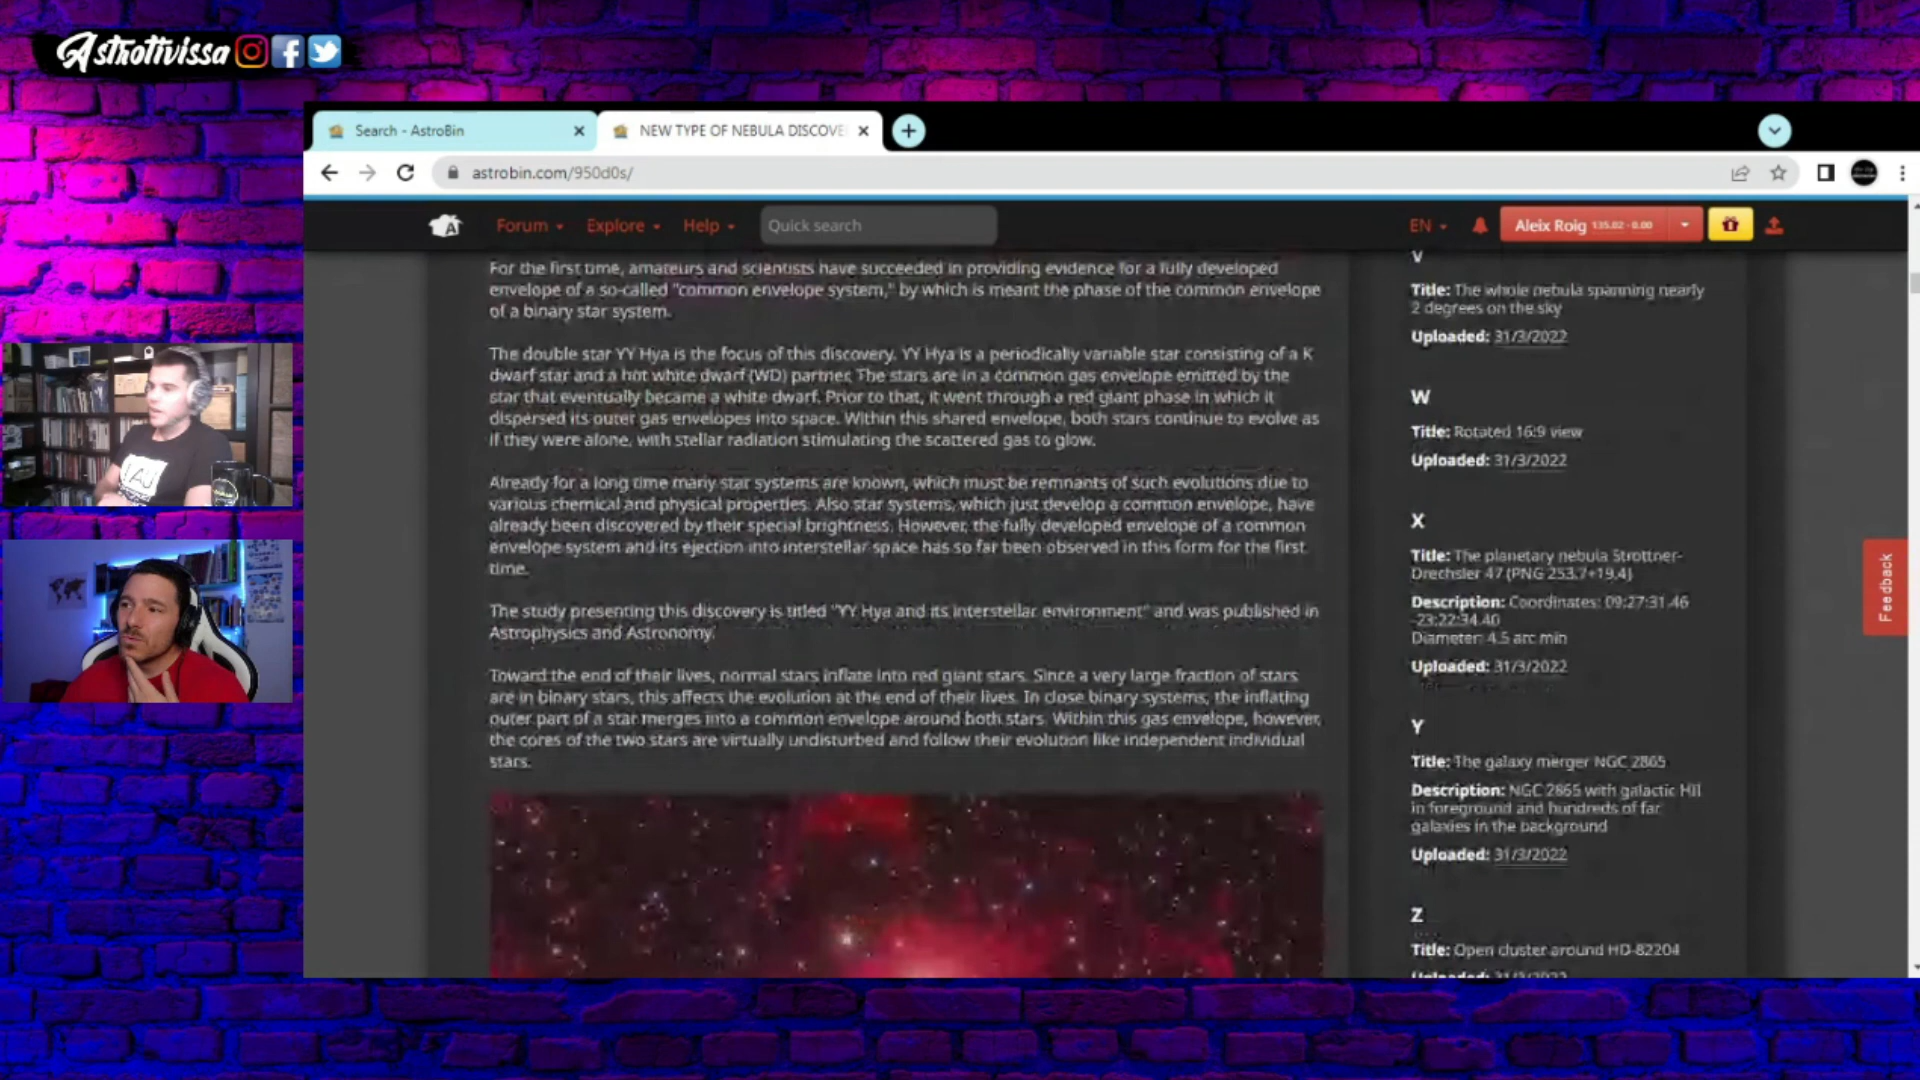 Astrotivissa
Search - AstroBin
NEW TYPE OF NEBULA DISCOVE
astrobin.com/950d0s/
Forum
Explore
Help
Quick search
EN
Aleix Roig 135.02 - 0.00
For the first time, amateurs and scientists have succeeded in providing evidence for a fully developed
envelope of a so-called "common envelope system," by which is meant the phase of the common envelope
of a binary star system.
The double star YY Hya is the focus of this discovery. YY Hya is a periodically variable star consisting of a K
dwarf star and a hot white dwarf (WD) partner. The stars are in a common gas envelope emitted by the
star that eventually became a white dwarf. Prior to that, it went through a red giant phase in which it
dispersed its outer gas envelopes into space. Within this shared envelope, both stars continue to evolve as
if they were alone, with stellar radiation stimulating the scattered gas to glow.
Already for a long time many star systems are known, which must be remnants of such evolutions due to
various chemical and physical properties. Also star systems, which just develop a common envelope, have
already been discovered by their special brightness. However, the fully developed envelope of a common
envelope system and its ejection into interstellar space has so far been observed in this form for the first
time.
The study presenting this discovery is titled "YY Hya and its interstellar environment" and was published in
Astrophysics and Astronomy.
Toward the end of their lives, normal stars inflate into red giant stars. Since a very large fraction of stars
are in binary stars, this affects the evolution at the end of their lives. In close binary systems, the inflating
outer part of a star merges into a common envelope around both stars. Within this gas envelope, however,
the cores of the two stars are virtually undisturbed and follow their evolution like independent individual
stars.
V
Title: The whole nebula spanning nearly
2 degrees on the sky
Uploaded: 31/3/2022
W
Title: Rotated 16:9 view
Uploaded: 31/3/2022
X
Title: The planetary nebula Strottner-
Drechsler 47 (PNG 253.7+19.4)
Description: Coordinates: 09:27:31.46
-23:22:34.40
Diameter: 4.5 arc min
Uploaded: 31/3/2022
Y
Title: The galaxy merger NGC 2865
Description: NGC 2865 with galactic HII
in foreground and hundreds of far
galaxies in the background
Uploaded: 31/3/2022
Z
Title: Open cluster around HD-82204
Uploaded: 31/3/2022
Feedback